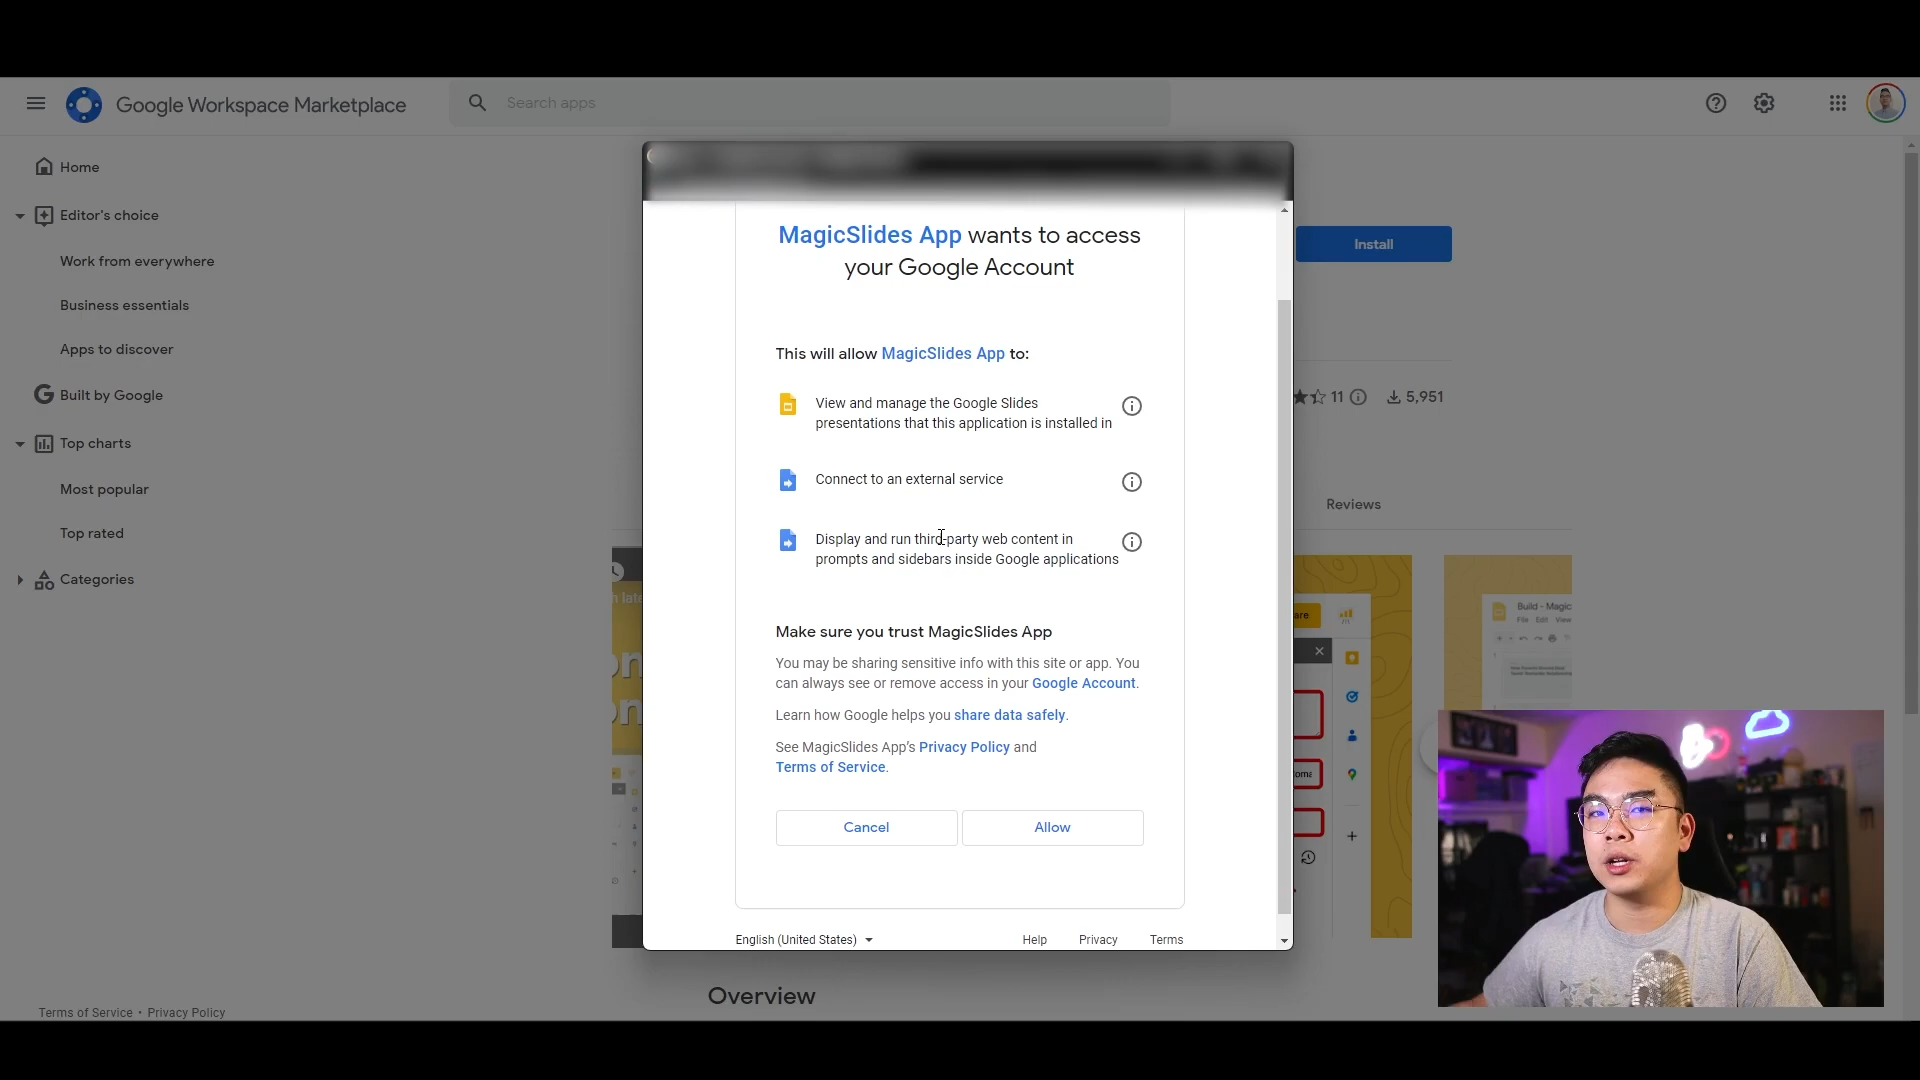 Google Workspace Marketplace
Search apps
Home
Editor's choice
Work from everywhere
Business essentials
Apps to discover
Built by Google
Top charts
Most popular
Top rated
Categories
Terms of Service • Privacy Policy
MagicSlides App wants to access
your Google Account
This will allow MagicSlides App to:
View and manage the Google Slides
presentations that this application is installed in
Connect to an external service
Display and run third-party web content in
prompts and sidebars inside Google applications
Make sure you trust MagicSlides App
You may be sharing sensitive info with this site or app. You
can always see or remove access in your Google Account.
Learn how Google helps you share data safely.
See MagicSlides App's Privacy Policy and
Terms of Service.
Cancel
Allow
English (United States)
Help
Privacy
Terms
Install
11
5,951
Reviews
Build - Magic
File Edit View
Overview